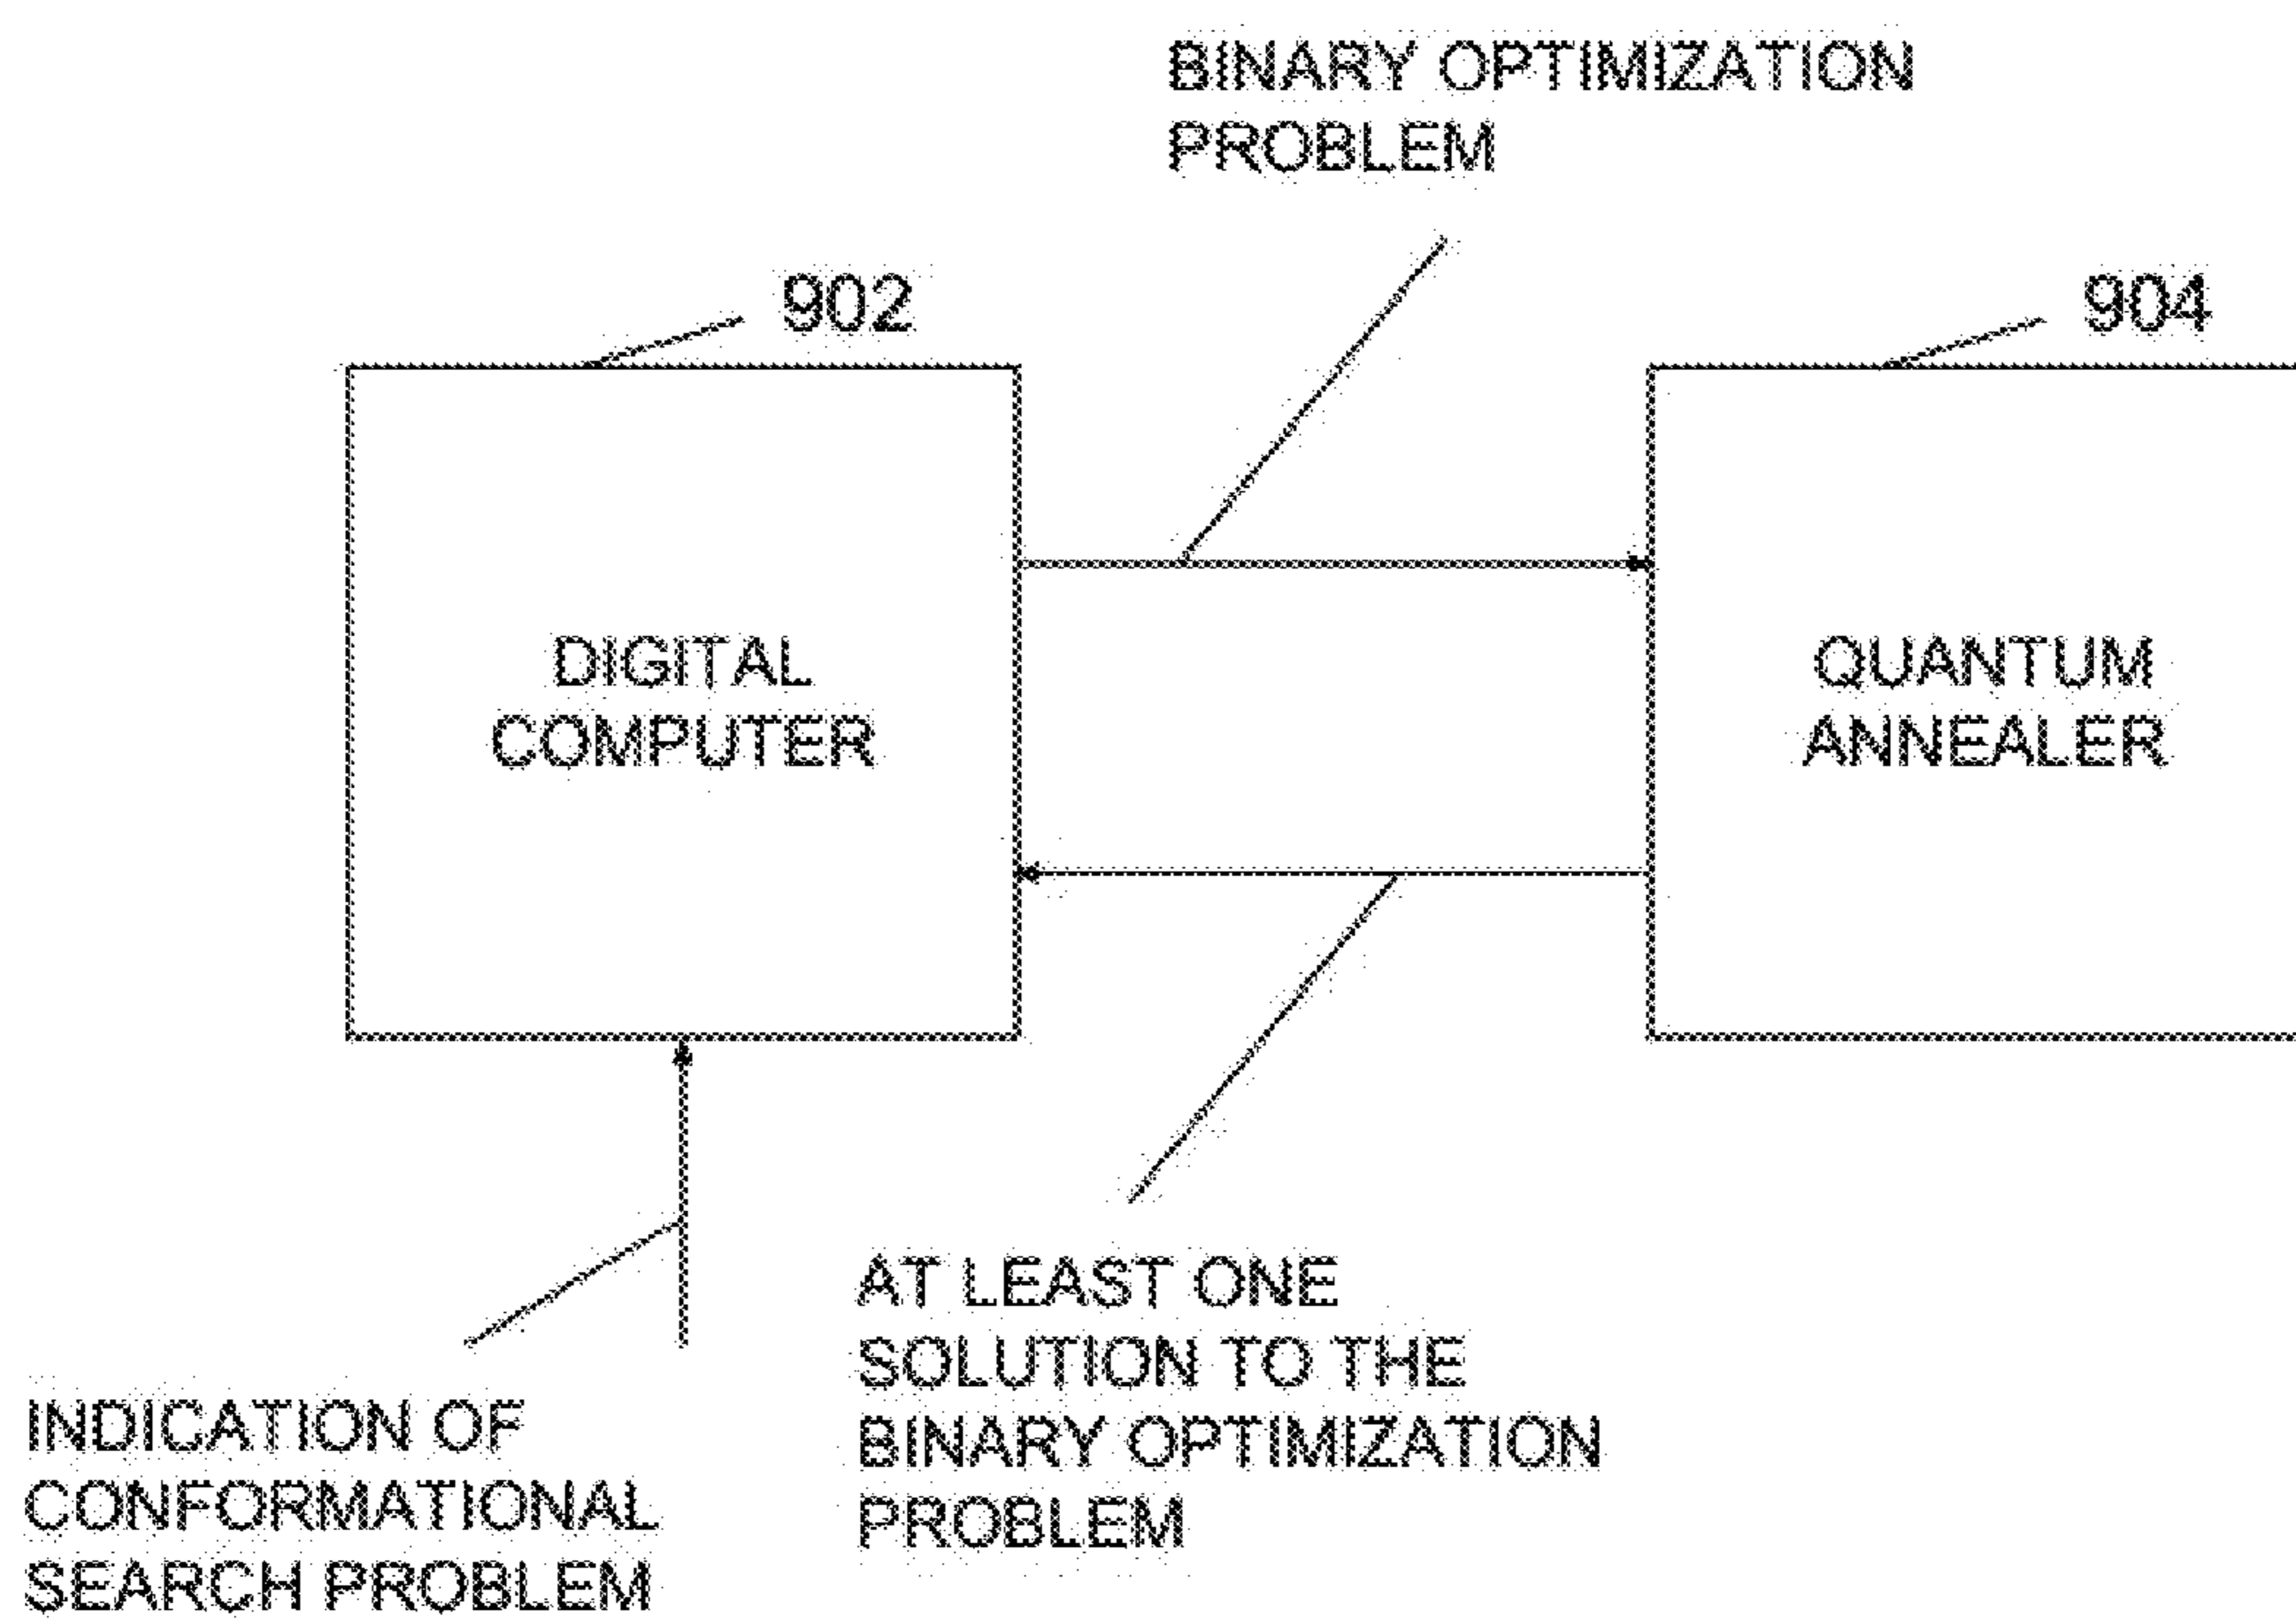 BINARY OPTIMIZATION
PROBLEM
902
904
DIGITAL
COMPUTER
QUANTUM
ANNEALER
AT LEAST ONE
SOLUTION TO THE
BINARY OPTIMIZATION
PROBLEM
INDICATION OF
CONFORMATIONAL
SEARCH PROBLEM